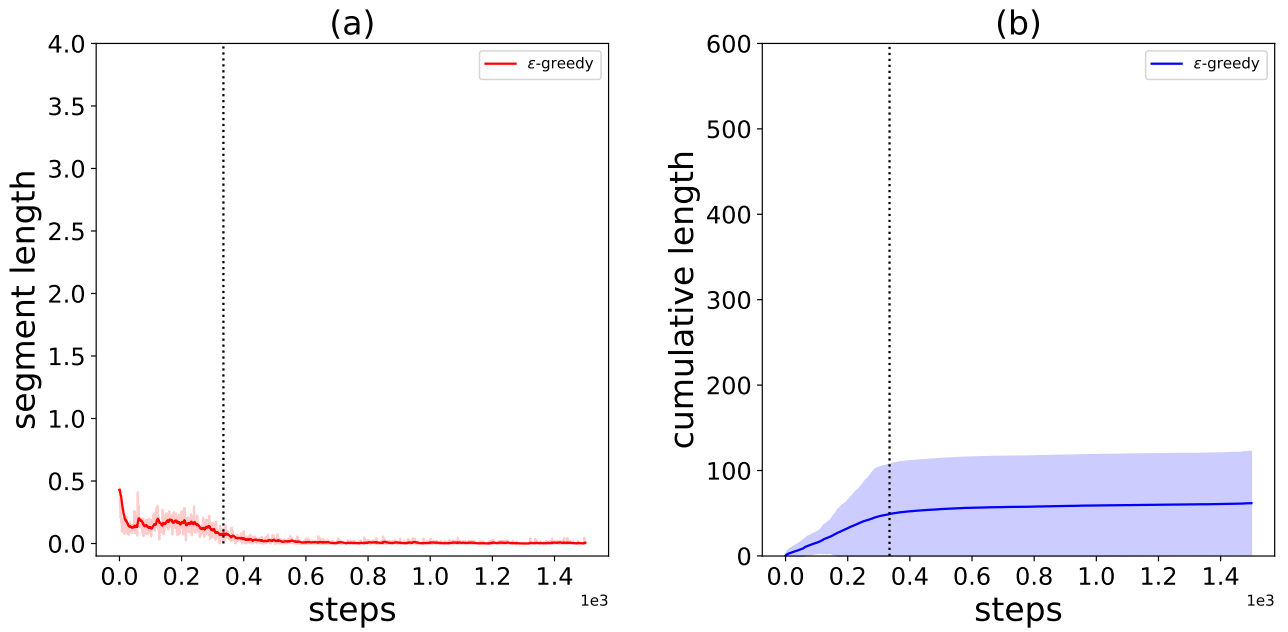 (a)
4.0
3.5
3.0
2.5
2.0
1.5
1.0
0.5
0.0
segment length
ε-greedy
0.0 0.2 0.4 0.6 0.8 1.0 1.2 1.4
1e3
steps
(b)
600
500
400
300
200
100
0
cumulative length
ε-greedy
0.0 0.2 0.4 0.6 0.8 1.0 1.2 1.4
1e3
steps